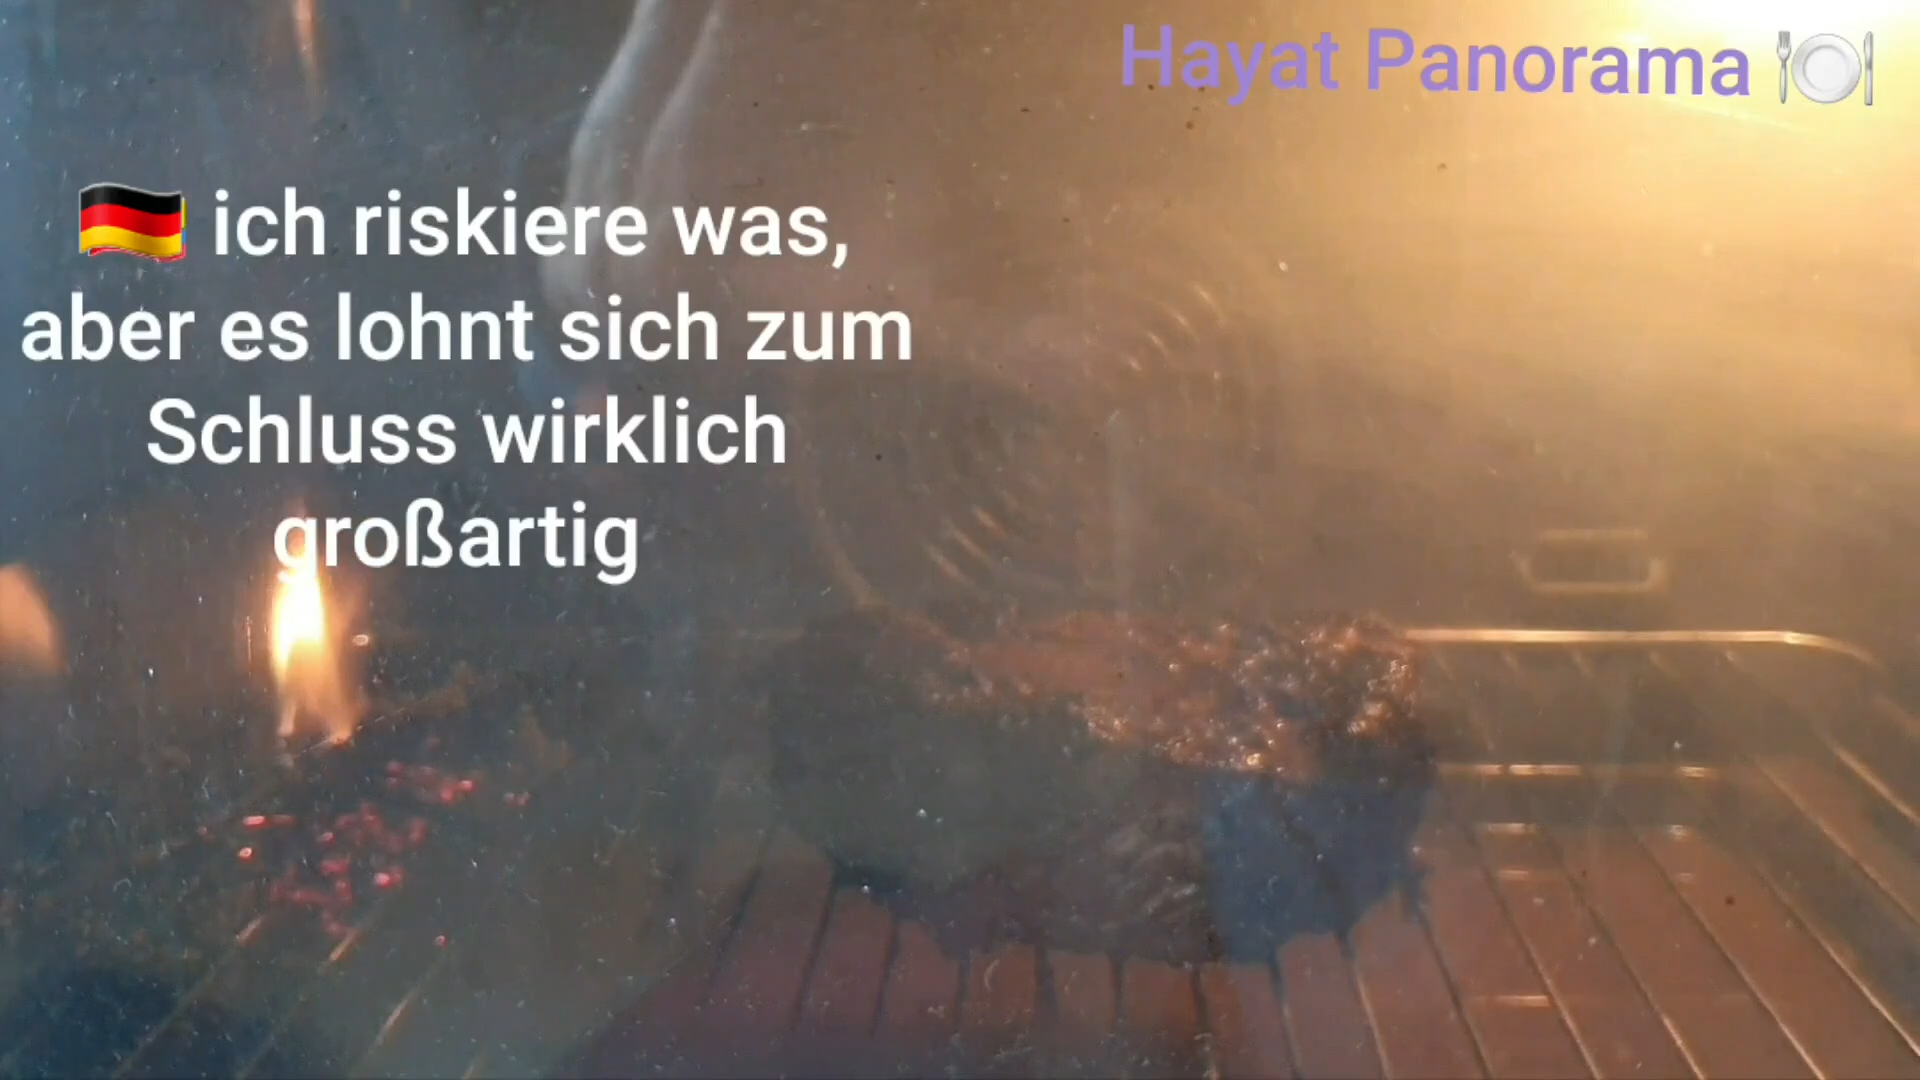 Hayat Panorama 🍽️
🇩🇪 ich riskiere was,
aber es lohnt sich zum
Schluss wirklich
großartig